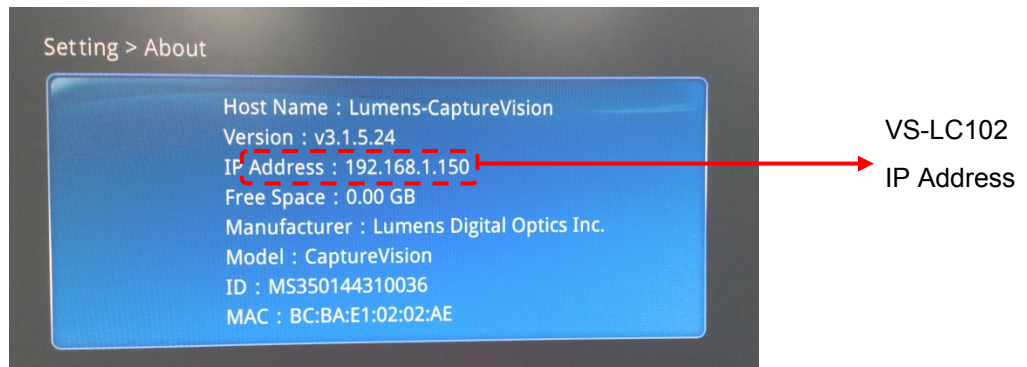 Setting > About
Host Name : Lumens-CaptureVision
Version : v3.1.5.24
IP Address : 192.168.1.150
Free Space : 0.00 GB
Manufacturer : Lumens Digital Optics Inc.
Model : CaptureVision
ID : MS350144310036
MAC : BC:BA:E1:02:02:AE
VS-LC102
IP Address